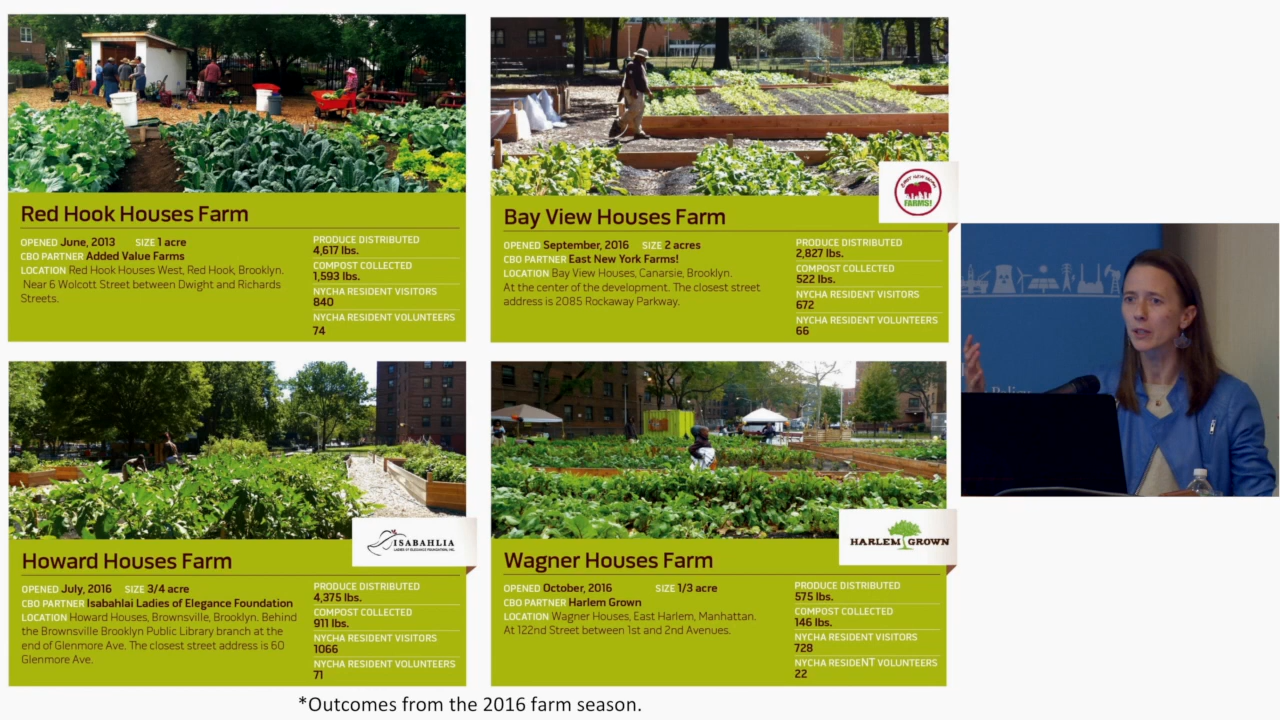 Red Hook Houses Farm
OPENED June, 2013 SIZE 1 acre
CBO PARTNER Added Value Farms
LOCATION Red Hook Houses West, Red Hook, Brooklyn.
Near 6 Wolcott Street between Dwight and Richards
Streets.
PRODUCE DISTRIBUTED
4,617 lbs.
COMPOST COLLECTED
1,593 lbs.
NYCHA RESIDENT VISITORS
840
NYCHA RESIDENT VOLUNTEERS
74
EAST NEW YORK
FARMS!
Bay View Houses Farm
OPENED September, 2016 SIZE 2 acres
CBO PARTNER East New York Farms!
LOCATION Bay View Houses, Canarsie, Brooklyn.
At the center of the development. The closest street
address is 2085 Rockaway Parkway.
PRODUCE DISTRIBUTED
2,827 lbs.
COMPOST COLLECTED
522 lbs.
NYCHA RESIDENT VISITORS
672
NYCHA RESIDENT VOLUNTEERS
66
Policy
ISABAHLIA
LADIES OF ELEGANCE FOUNDATION, INC.
Howard Houses Farm
OPENED July, 2016 SIZE 3/4 acre
CBO PARTNER Isabahlai Ladies of Elegance Foundation
LOCATION Howard Houses, Brownsville, Brooklyn. Behind
the Brownsville Brooklyn Public Library branch at the
end of Glenmore Ave. The closest street address is 60
Glenmore Ave.
PRODUCE DISTRIBUTED
4,375 lbs.
COMPOST COLLECTED
911 lbs.
NYCHA RESIDENT VISITORS
1066
NYCHA RESIDENT VOLUNTEERS
71
HARLEM GROWN
Wagner Houses Farm
OPENED October, 2016 SIZE 1/3 acre
CBO PARTNER Harlem Grown
LOCATION Wagner Houses, East Harlem, Manhattan.
At 122nd Street between 1st and 2nd Avenues.
PRODUCE DISTRIBUTED
575 lbs.
COMPOST COLLECTED
146 lbs.
NYCHA RESIDENT VISITORS
728
NYCHA RESIDeNT VOLUNTEERS
22
*Outcomes from the 2016 farm season.